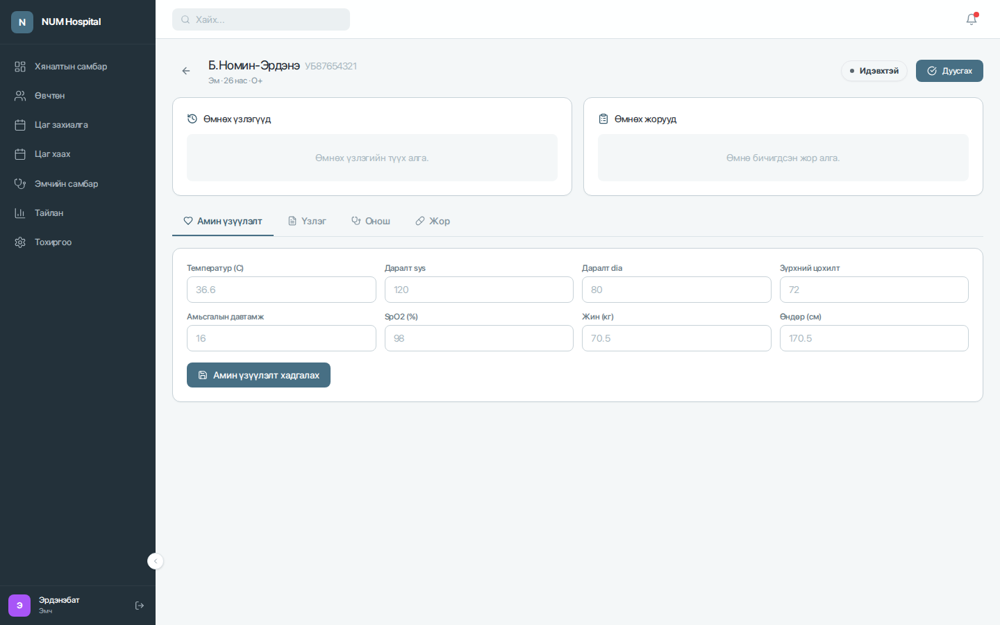 N NUM Hospital
Хайх...
Хяналтын самбар
Өвчтөн
Цаг захиалга
Цаг хаах
Эмчийн самбар
Тайлан
Тохиргоо
Эрдэнэбат
Эмч
Э
Б.Номин-Эрдэнэ УБ87654321
Эм · 26 нас · O+
Идэвхтэй
Дуусгах
Өмнөх үзлэгүүд
Өмнөх үзлэгийн түүх алга.
Өмнөх жорууд
Өмнө бичигдсэн жор алга.
Амин үзүүлэлт Үзлэг Онош Жор
Температур (C) Даралт sys Даралт dia Зүрхний цохилт
36.6 120 80 72
Амьсгалын давтамж SpO2 (%) Жин (кг) Өндөр (см)
16 98 70.5 170.5
Амин үзүүлэлт хадгалах